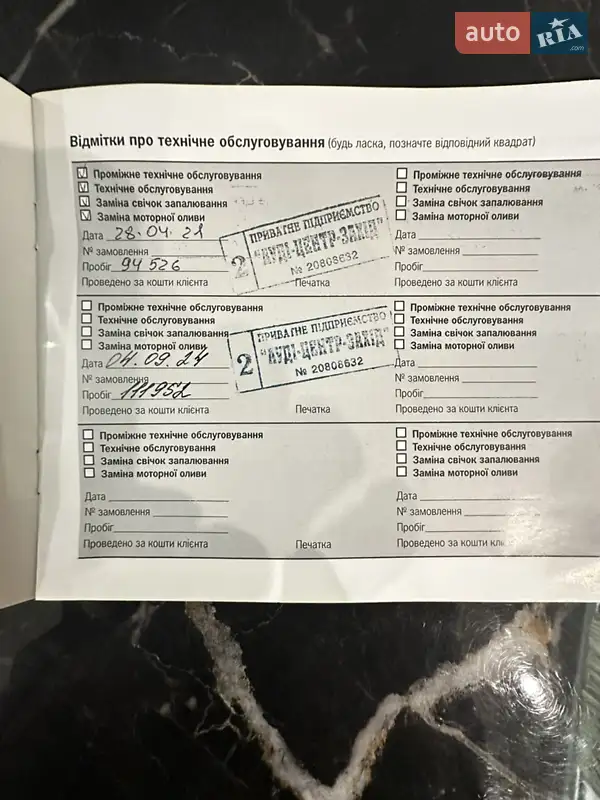 auto RIA .com
Відмітки про технічне обслуговування (будь ласка, позначте відповідний квадрат)
Проміжне технічне обслуговування
Технічне обслуговування
Заміна свічок запалювання
Заміна моторної оливи
Дата 28.04.21
№ замовлення
Пробіг 94 526
Проведено за кошти клієнта Печатка
ПРИВАТНЕ ПІДПРИЄМСТВО
2 "АУДІ-ЦЕНТР-ЗАХІД"
№ 20808632
Проміжне технічне обслуговування
Технічне обслуговування
Заміна свічок запалювання
Заміна моторної оливи
Дата
№ замовлення
Пробіг
Проведено за кошти клієнта
Проміжне технічне обслуговування
Технічне обслуговування
Заміна свічок запалювання
Заміна моторної оливи
Дата 04.09.24
№ замовлення
Пробіг 111952
Проведено за кошти клієнта Печатка
ПРИВАТНЕ ПІДПРИЄМСТВО
2 "АУДІ-ЦЕНТР-ЗАХІД"
№ 20808632
Проміжне технічне обслуговування
Технічне обслуговування
Заміна свічок запалювання
Заміна моторної оливи
Дата
№ замовлення
Пробіг
Проведено за кошти клієнта
Проміжне технічне обслуговування
Технічне обслуговування
Заміна свічок запалювання
Заміна моторної оливи
Дата
№ замовлення
Пробіг
Проведено за кошти клієнта Печатка
Проміжне технічне обслуговування
Технічне обслуговування
Заміна свічок запалювання
Заміна моторної оливи
Дата
№ замовлення
Пробіг
Проведено за кошти